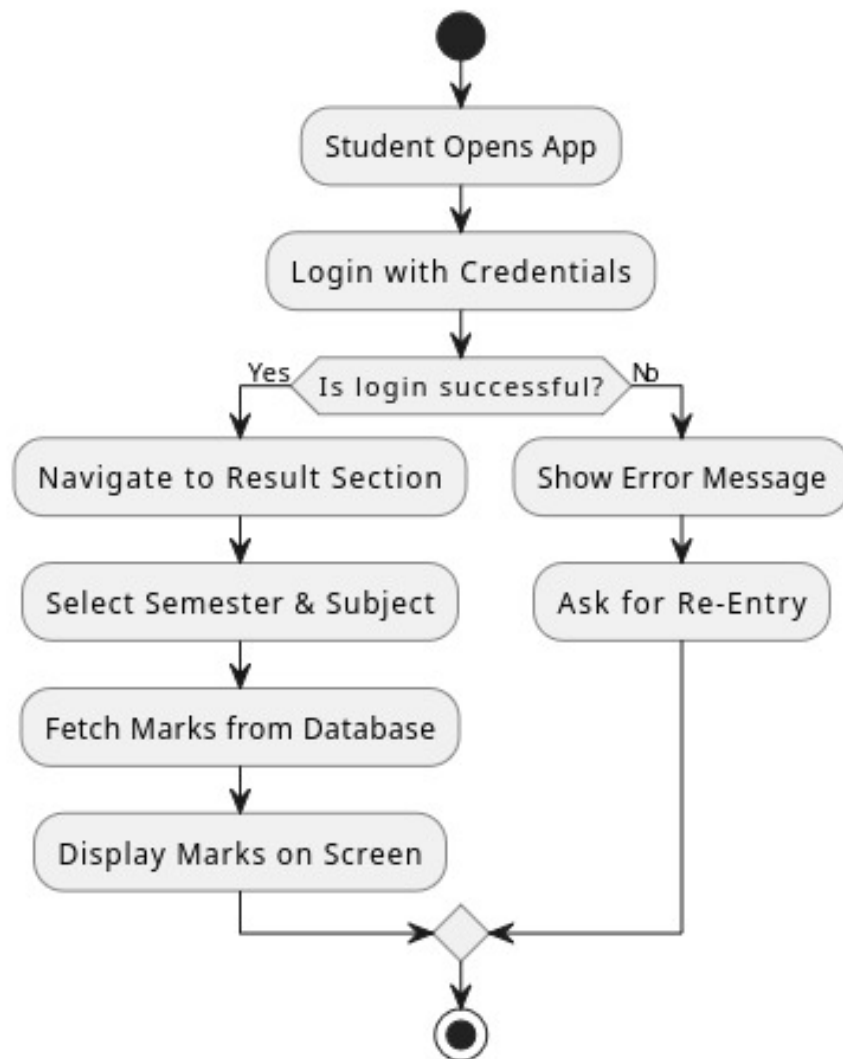 Student Opens App
Login with Credentials
Yes
Is login successful?
No
Navigate to Result Section
Show Error Message
Select Semester & Subject
Ask for Re-Entry
Fetch Marks from Database
Display Marks on Screen